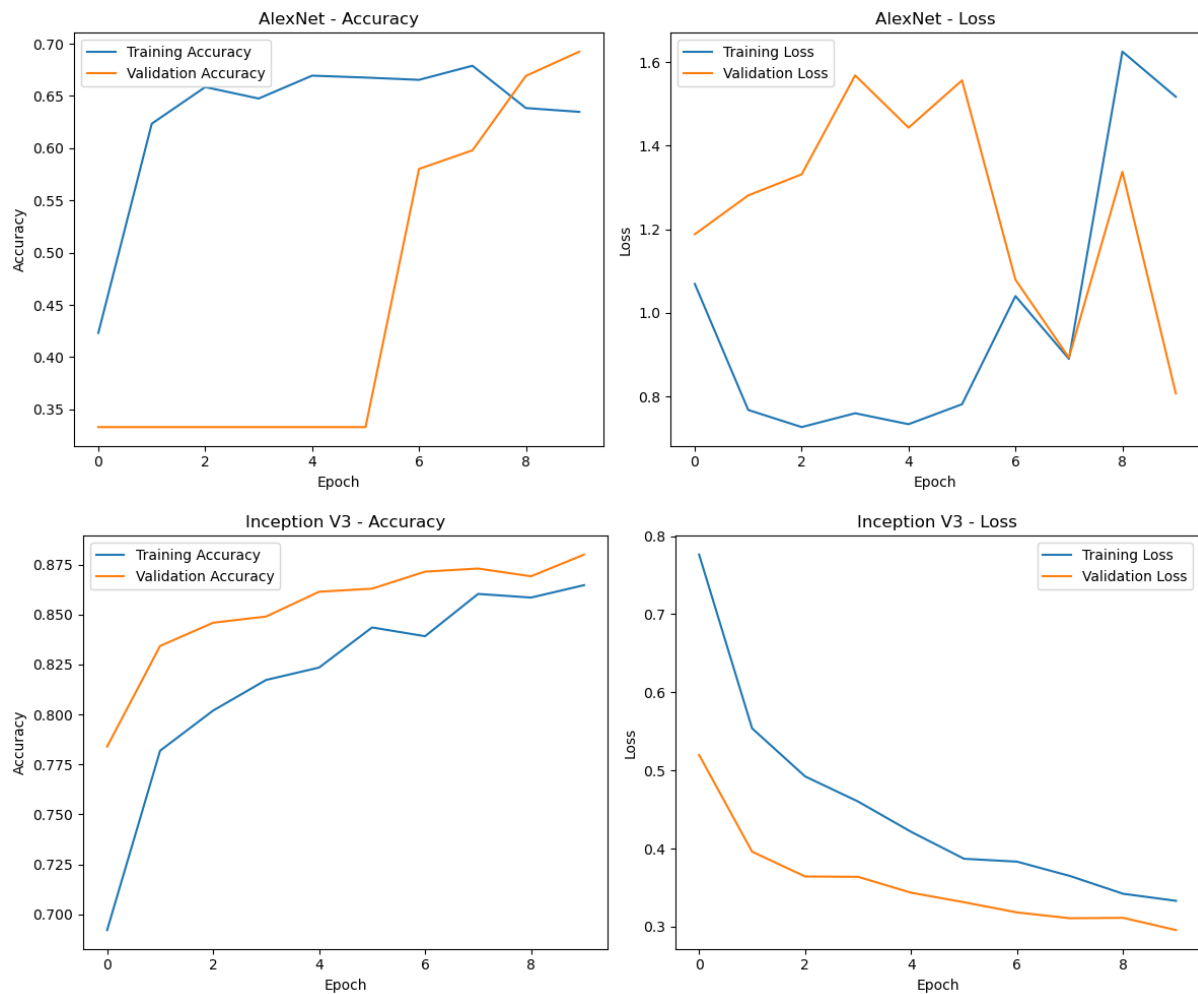 AlexNet - Accuracy
Training Accuracy
Validation Accuracy
0.70
0.65
0.60
0.55
0.50
0.45
0.40
0.35
Accuracy
0 2 4 6 8
Epoch
AlexNet - Loss
Training Loss
Validation Loss
1.6
1.4
1.2
1.0
0.8
Loss
0 2 4 6 8
Epoch
Inception V3 - Accuracy
Training Accuracy
Validation Accuracy
0.875
0.850
0.825
0.800
0.775
0.750
0.725
0.700
Accuracy
0 2 4 6 8
Epoch
Inception V3 - Loss
Training Loss
Validation Loss
0.8
0.7
0.6
0.5
0.4
0.3
Loss
0 2 4 6 8
Epoch